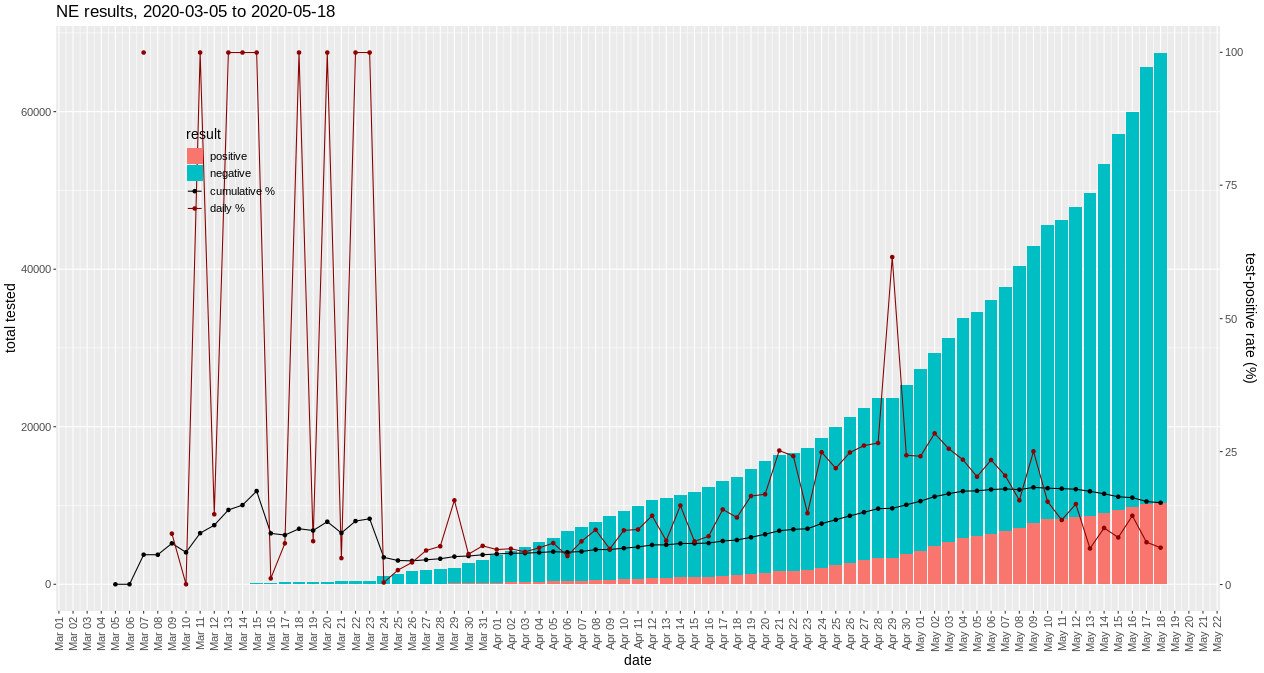 NE results, 2020-03-05 to 2020-05-18
total tested
60000
40000
20000
0
result
positive
negative
cumulative %
daily %
100
75
50
25
0
test-positive rate (%)
Mar 01
Mar 02
Mar 03
Mar 04
Mar 05
Mar 06
Mar 07
Mar 08
Mar 09
Mar 10
Mar 11
Mar 12
Mar 13
Mar 14
Mar 15
Mar 16
Mar 17
Mar 18
Mar 19
Mar 20
Mar 21
Mar 22
Mar 23
Mar 24
Mar 25
Mar 26
Mar 27
Mar 28
Mar 29
Mar 30
Mar 31
Apr 01
Apr 02
Apr 03
Apr 04
Apr 05
Apr 06
Apr 07
Apr 08
Apr 09
Apr 10
Apr 11
Apr 12
Apr 13
Apr 14
Apr 15
Apr 16
Apr 17
Apr 18
Apr 19
Apr 20
Apr 21
Apr 22
Apr 23
Apr 24
Apr 25
Apr 26
Apr 27
Apr 28
Apr 29
Apr 30
May 01
May 02
May 03
May 04
May 05
May 06
May 07
May 08
May 09
May 10
May 11
May 12
May 13
May 14
May 15
May 16
May 17
May 18
May 19
May 20
May 21
May 22
date